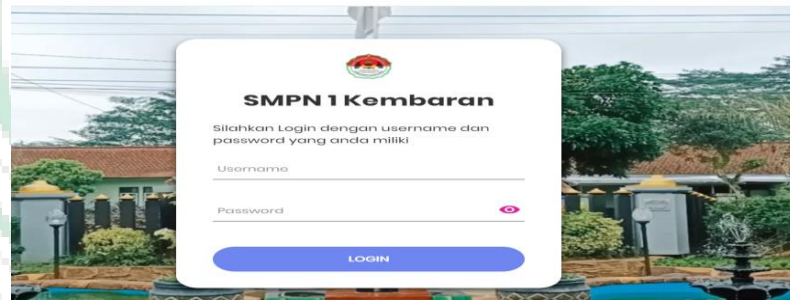 SMPN 1 Kembaran
Silahkan Login dengan username dan
password yang anda miliki
Username
Password
LOGIN